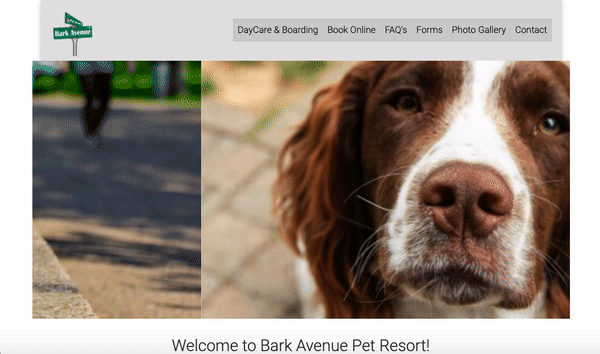 Bark Avenue
DayCare & Boarding Book Online FAQ's Forms Photo Gallery Contact
Welcome to Bark Avenue Pet Resort!